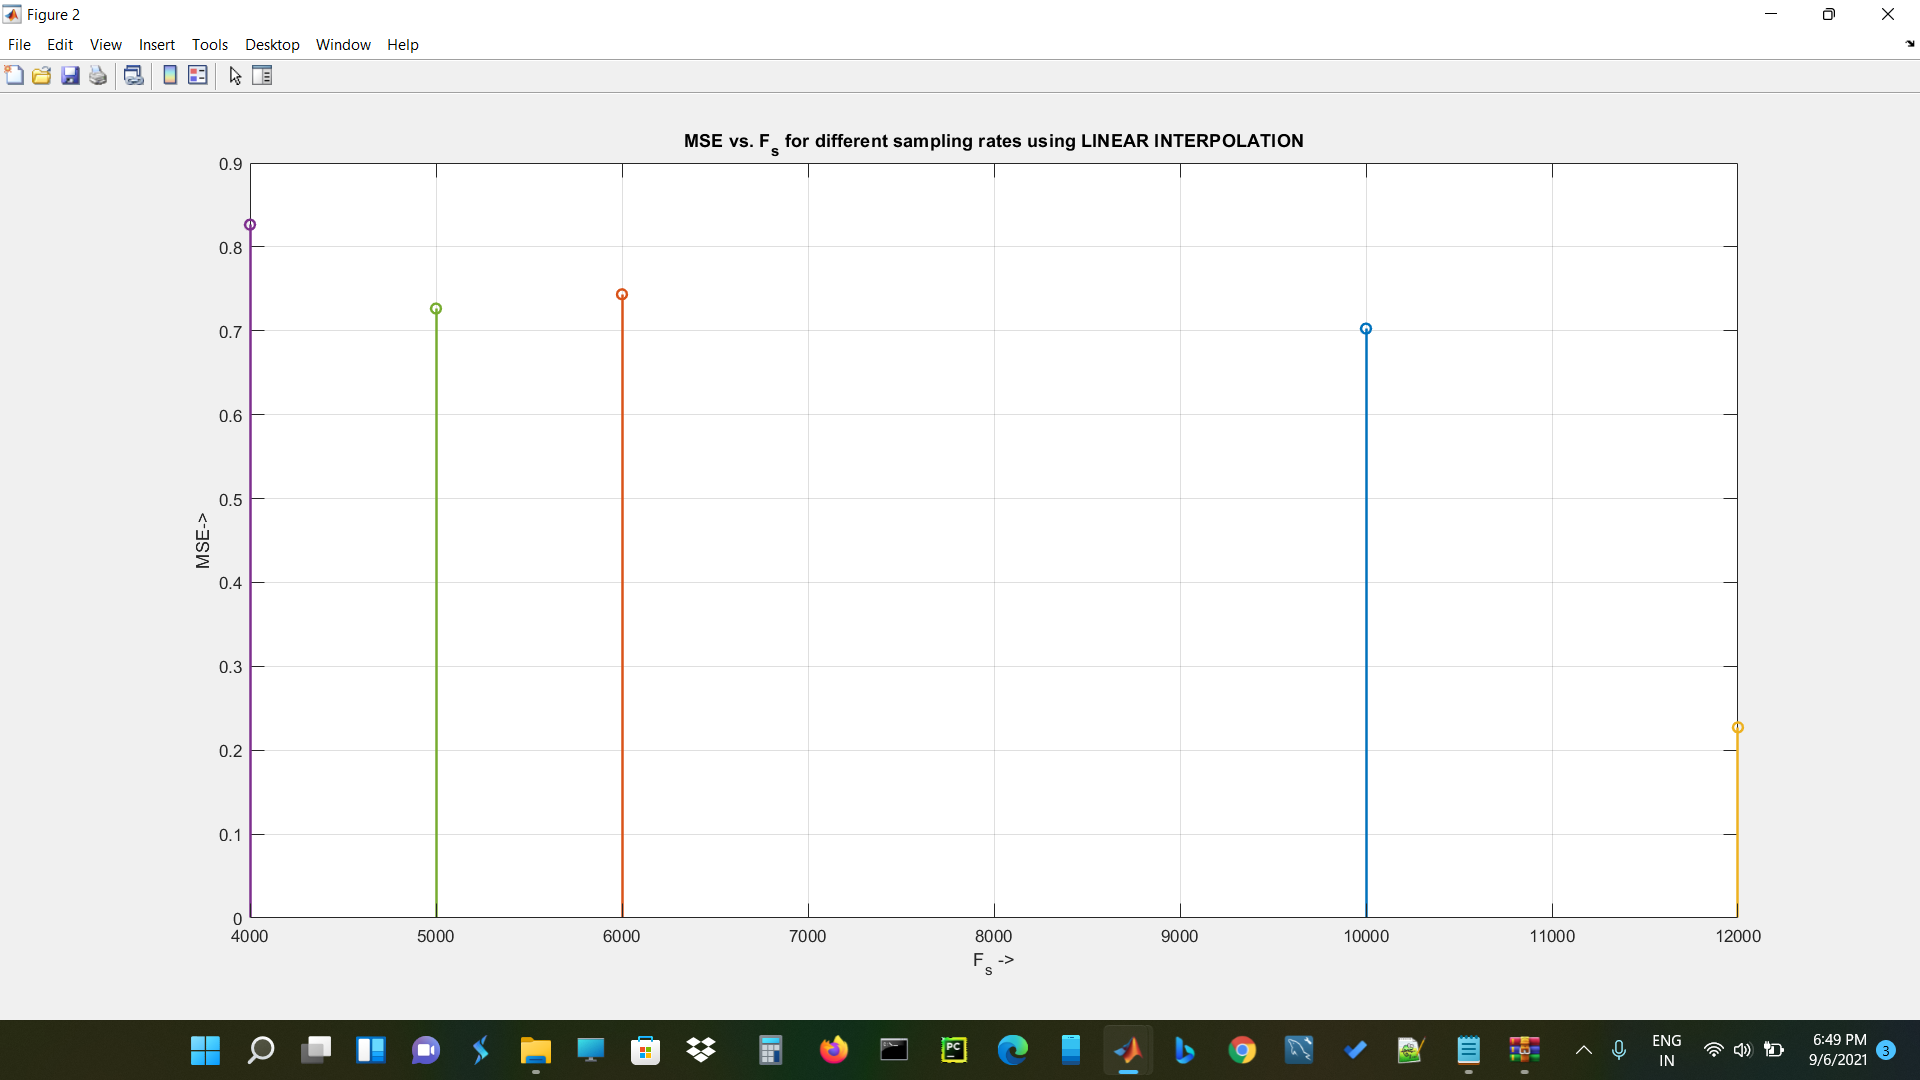 Figure 2
File Edit View Insert Tools Desktop Window Help
MSE vs. Fs for different sampling rates using LINEAR INTERPOLATION
0.9
0.8
0.7
0.6
0.5
0.4
0.3
0.2
0.1
0
MSE->
4000 5000 6000 7000 8000 9000 10000 11000 12000
Fs ->
PC
ENG
IN
6:49 PM
9/6/2021
3